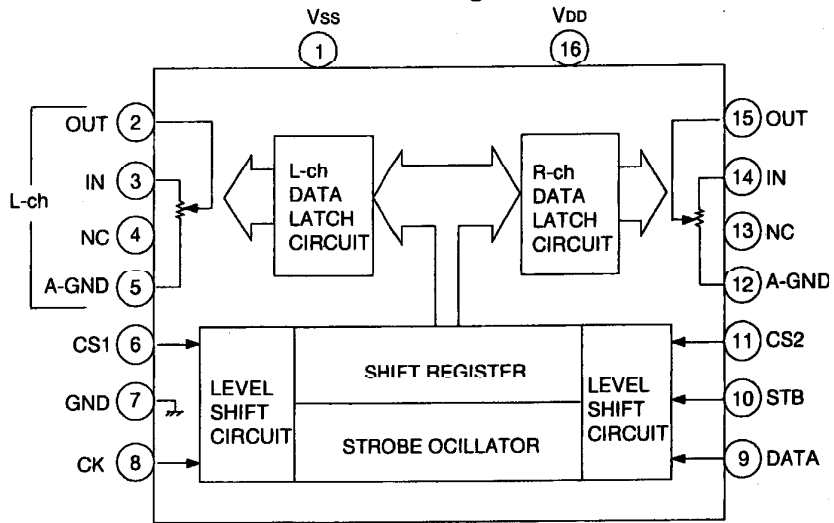 VSS VDD
1 16
OUT 2 15 OUT
L-ch DATA LATCH CIRCUIT
R-ch DATA LATCH CIRCUIT
IN 3 14 IN
L-ch
NC 4 13 NC
A-GND 5 12 A-GND
CS1 6 11 CS2
SHIFT REGISTER
LEVEL SHIFT CIRCUIT
LEVEL SHIFT CIRCUIT
GND 7 10 STB
STROBE OCILLATOR
CK 8 9 DATA